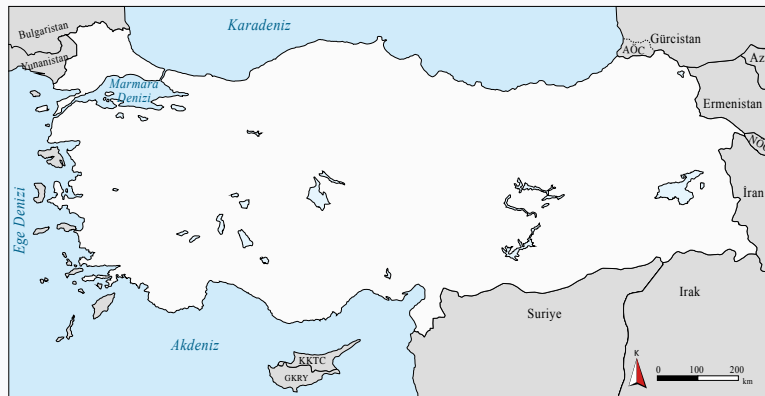 Bulgaristan
Karadeniz
Gürcistan
AÖC
Yunanistan
Az
Marmara
Denizi
Ermenistan
Ege Denizi
İran
Akdeniz
Suriye
Irak
KKTC
GKRY
K
0 100 200
km